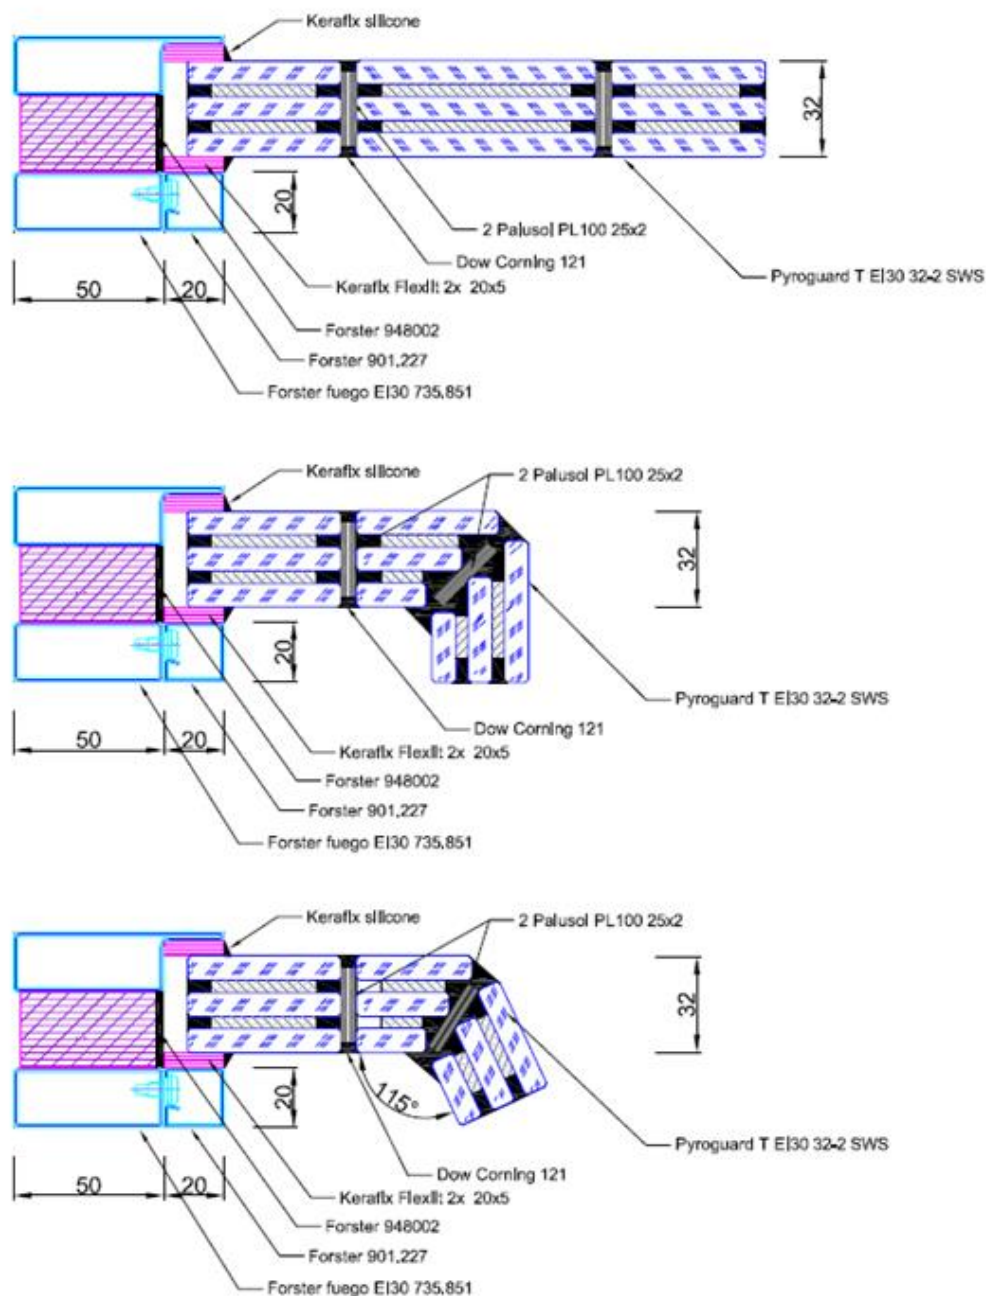 Kerafix silicone
32
20
2 Palusol PL100 25x2
Dow Corning 121
Pyroguard T EI30 32-2 SWS
50
20
Kerafix Flexlit 2x 20x5
Forster 948002
Forster 901.227
Forster fuego EI30 735.851
Kerafix silicone
2 Palusol PL100 25x2
32
20
Pyroguard T EI30 32-2 SWS
Dow Corning 121
50
20
Kerafix Flexlit 2x 20x5
Forster 948002
Forster 901.227
Forster fuego EI30 735.851
Kerafix silicone
2 Palusol PL100 25x2
32
20
115°
Pyroguard T EI30 32-2 SWS
Dow Corning 121
50
20
Kerafix Flexlit 2x 20x5
Forster 948002
Forster 901.227
Forster fuego EI30 735.851